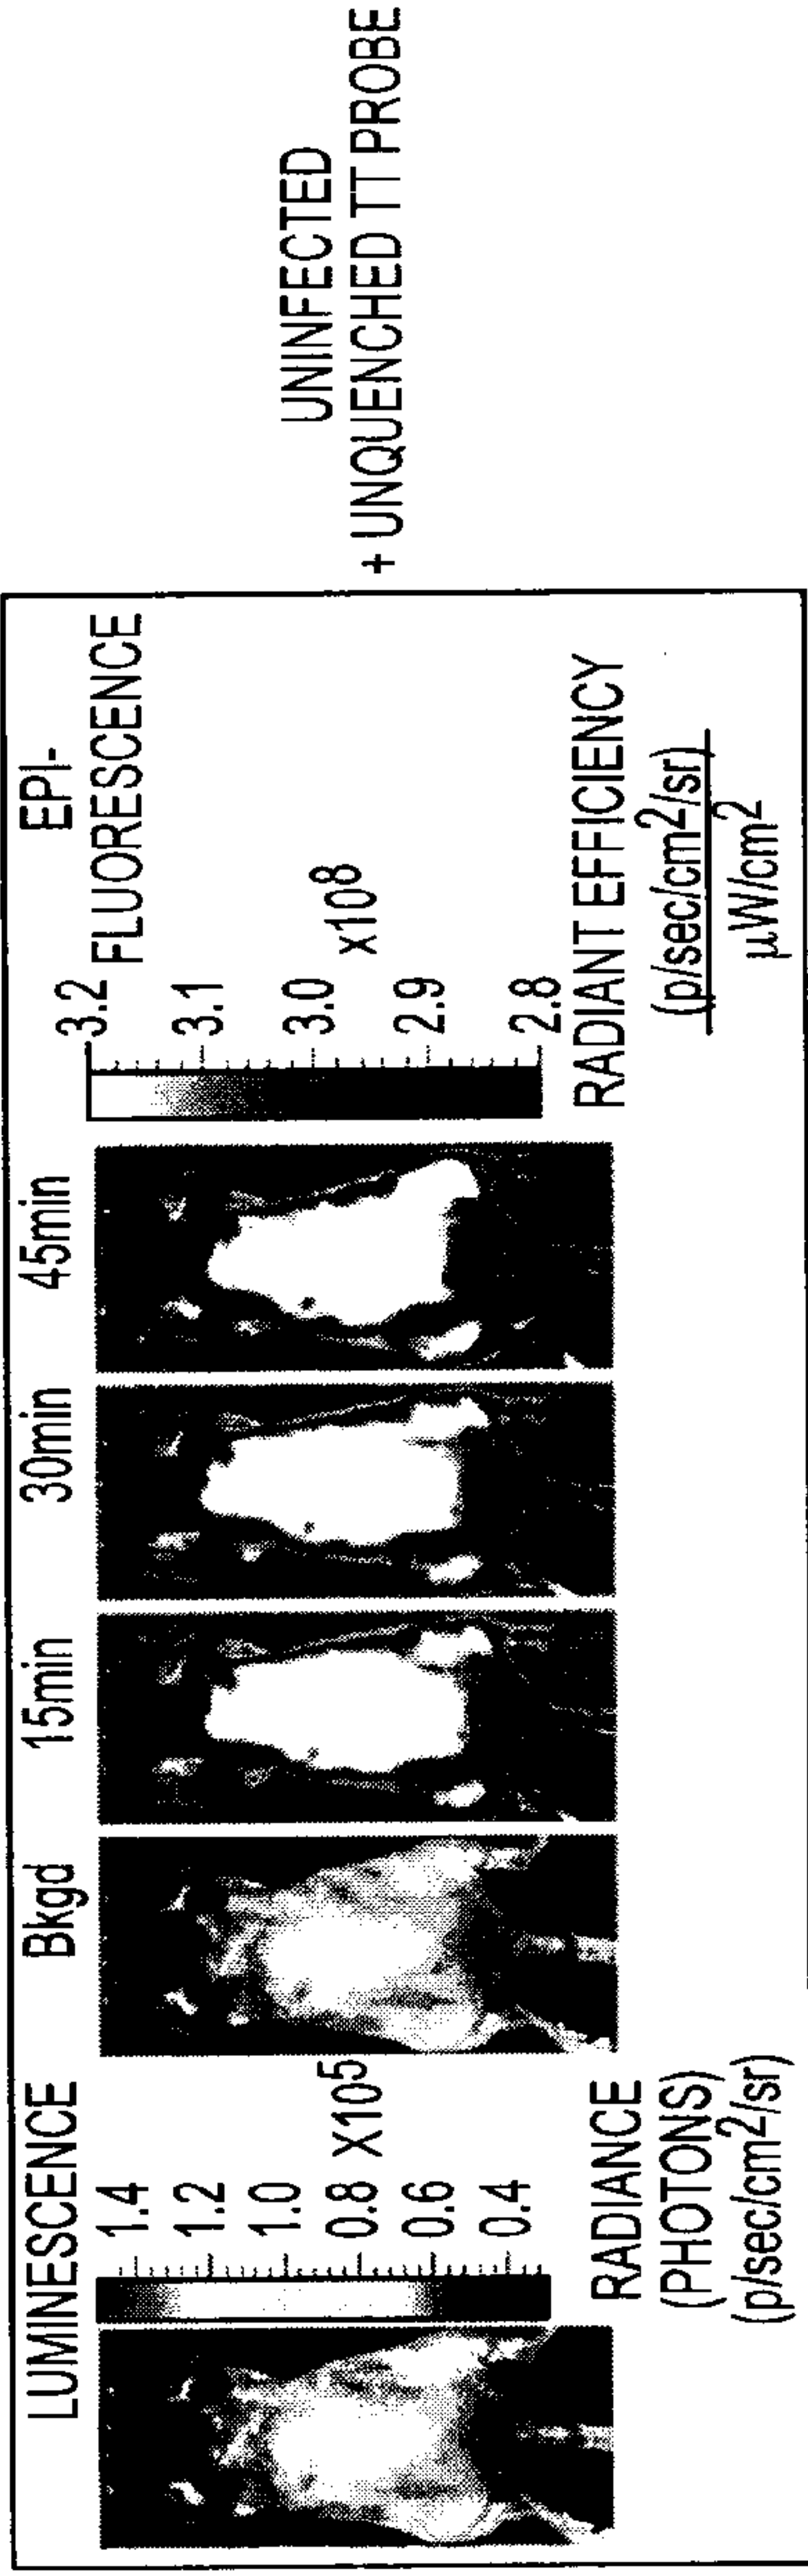 LUMINESCENCE
1.4
1.2
1.0
0.8
0.6
0.4
X10⁵
RADIANCE
(PHOTONS)
(p/sec/cm²/sr)
Bkgd
15min
30min
45min
EPI-
FLUORESCENCE
3.2
3.1
3.0
2.9
2.8
x10⁸
RADIANT EFFICIENCY
(p/sec/cm²/sr)
µW/cm²
UNINFECTED
+ UNQUENCHED TT PROBE